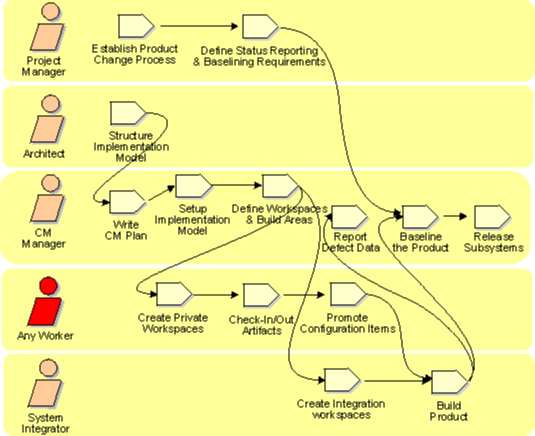 Project
Manager
Establish Product
Change Process
Define Status Reporting
& Baselining Requirements
Architect
Structure
Implementation
Model
CM
Manager
Write
CM Plan
Setup
Implementation
Model
Define Workspaces
& Build Areas
Report
Defect Data
Baseline
the Product
Release
Subsystems
Any Worker
Create Private
Workspaces
Check-In/Out
Artifacts
Promote
Configuration Items
System
Integrator
Create Integration
workspaces
Build
Product